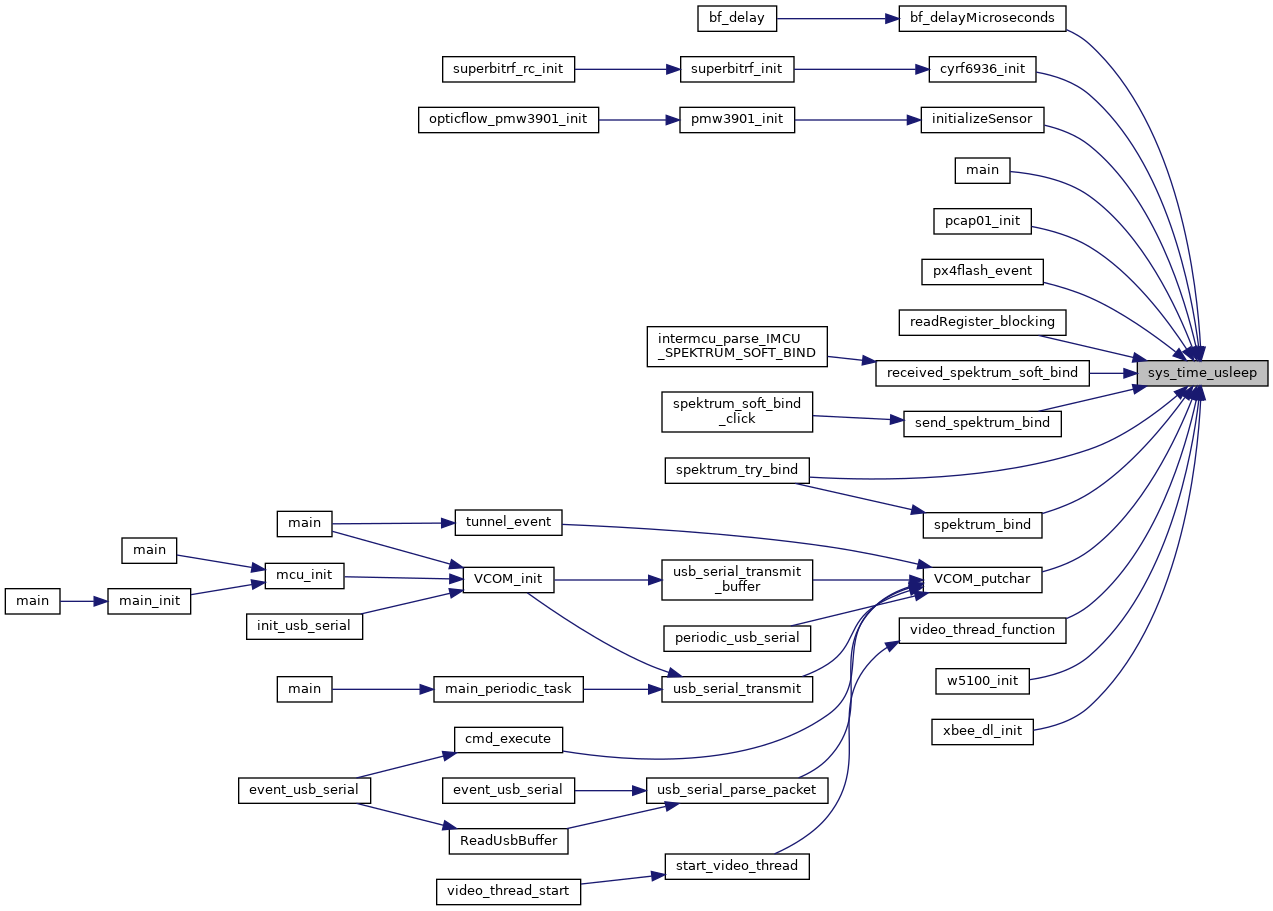 bf_delay
bf_delayMicroseconds
superbitrf_rc_init
superbitrf_init
cyrf6936_init
opticflow_pmw3901_init
pmw3901_init
initializeSensor
main
pcap01_init
px4flash_event
readRegister_blocking
intermcu_parse_IMCU
_SPEKTRUM_SOFT_BIND
received_spektrum_soft_bind
sys_time_usleep
spektrum_soft_bind
_click
send_spektrum_bind
spektrum_try_bind
spektrum_bind
main
tunnel_event
main
mcu_init
VCOM_init
usb_serial_transmit
_buffer
VCOM_putchar
main
main_init
init_usb_serial
periodic_usb_serial
video_thread_function
main
main_periodic_task
usb_serial_transmit
w5100_init
cmd_execute
xbee_dl_init
event_usb_serial
event_usb_serial
usb_serial_parse_packet
ReadUsbBuffer
start_video_thread
video_thread_start